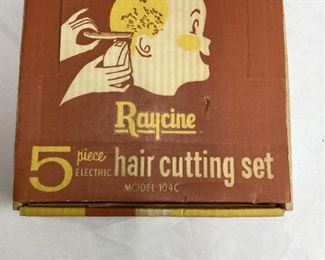 Raycine
5 piece ELECTRIC hair cutting set
MODEL 104C